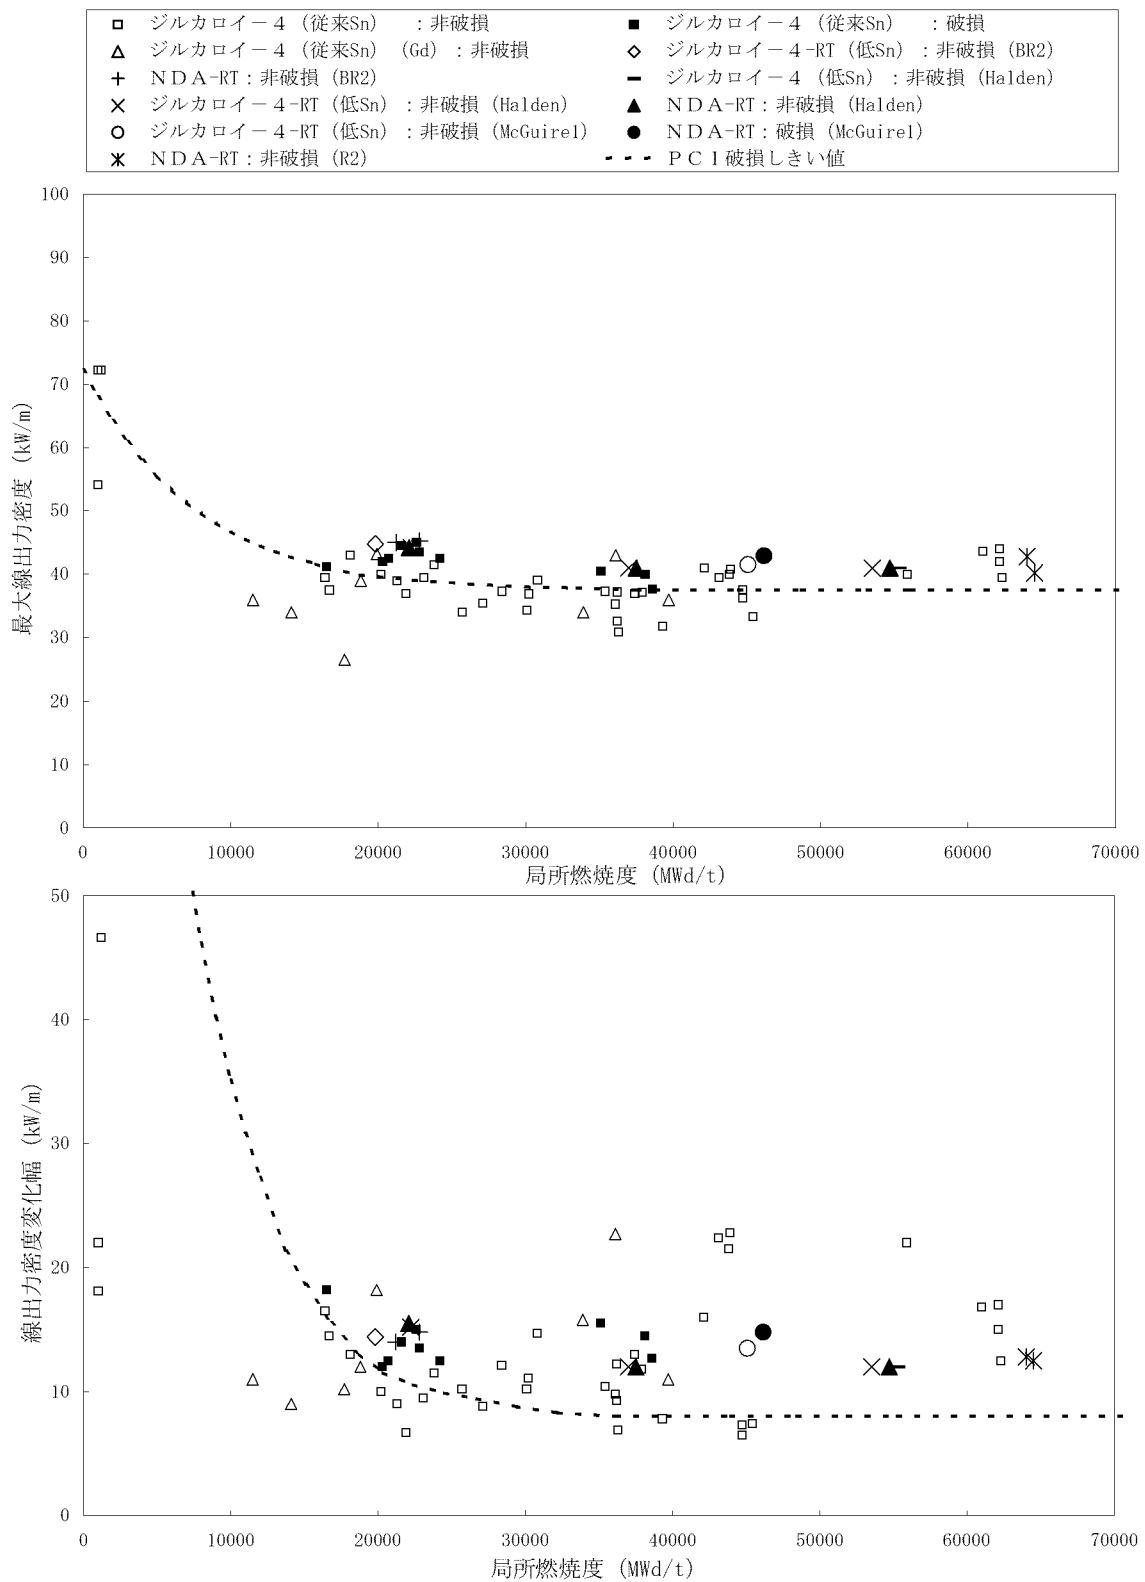 ジルカロイ－４（従来Sn） ：非破損 ジルカロイ－４（従来Sn） ：破損
ジルカロイ－４（従来Sn）（Gd）：非破損 ジルカロイ－４-RT（低Sn）：非破損（BR2）
ＮＤＡ-RT：非破損（BR2） ジルカロイ－４（低Sn）：非破損（Halden）
ジルカロイ－４-RT（低Sn）：非破損（Halden） ＮＤＡ-RT：非破損（Halden）
ジルカロイ－４-RT（低Sn）：非破損（McGuire1） ＮＤＡ-RT：破損（McGuire1）
ＮＤＡ-RT：非破損（R2） ＰＣＩ破損しきい値
100
90
80
70
60
50
40
30
20
10
0
最大線出力密度（kW/m）
0 10000 20000 30000 40000 50000 60000 70000
局所燃焼度（MWd/t）
50
40
30
20
10
0
線出力密度変化幅（kW/m）
0 10000 20000 30000 40000 50000 60000 70000
局所燃焼度（MWd/t）